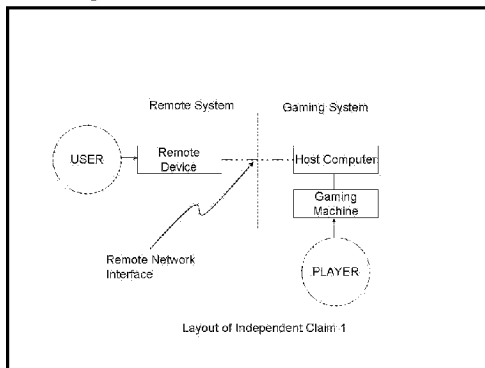 Remote System
Gaming System
USER
Remote
Device
Host Computer
Gaming
Machine
Remote Network
Interface
PLAYER
Layout of Independent Claim 1